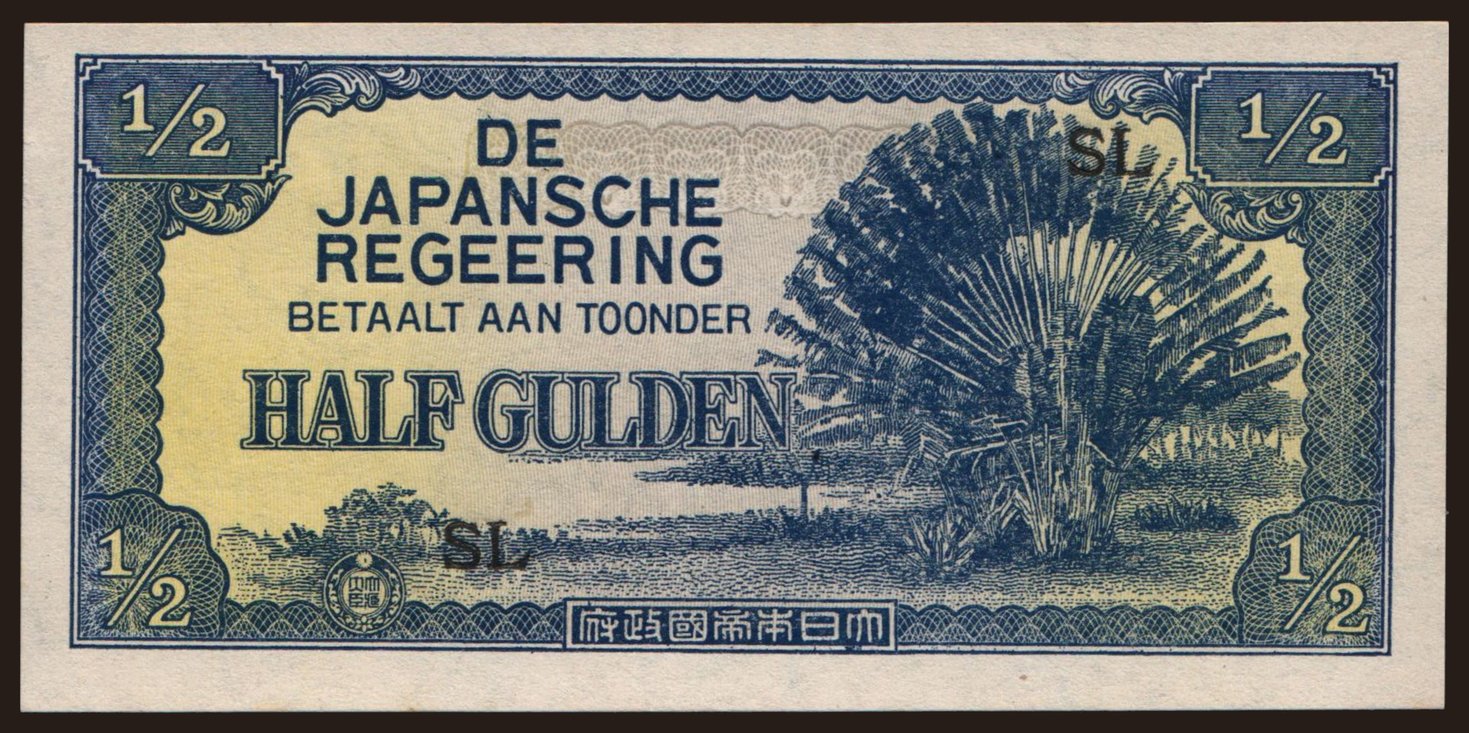 1/2
1/2
DE
JAPANSCHE
REGEERING
BETAALT AAN TOONDER
HALF GULDEN
SL
SL
1/2
1/2
府政國帝本日大